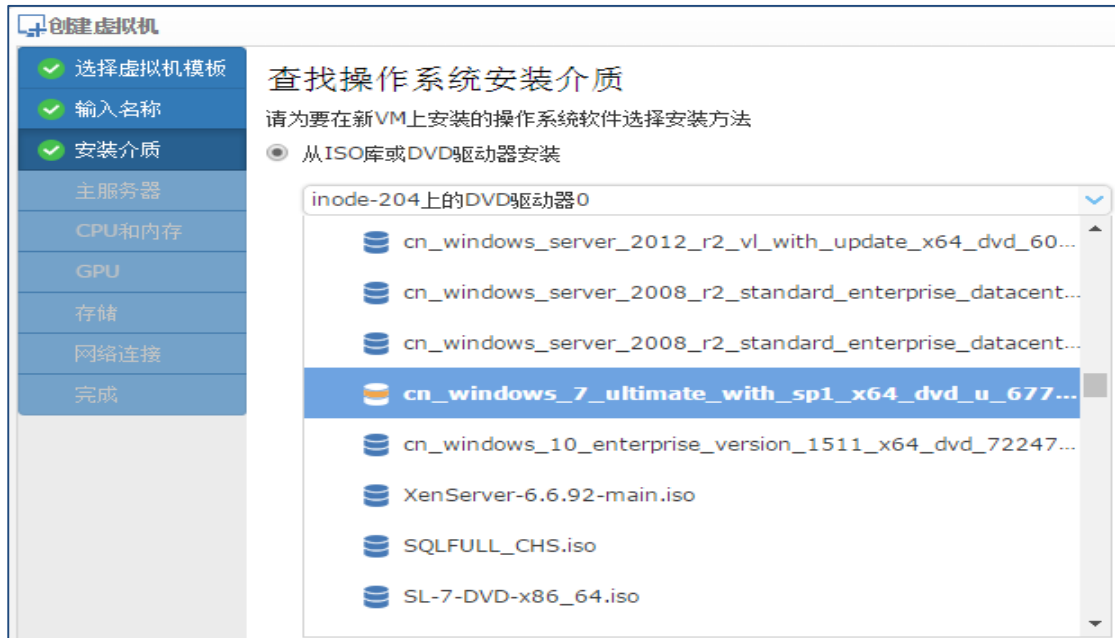 创建虚拟机
选择虚拟机模板
输入名称
安装介质
主服务器
CPU和内存
GPU
存储
网络连接
完成
查找操作系统安装介质
请为要在新VM上安装的操作系统软件选择安装方法
从ISO库或DVD驱动器安装
inode-204上的DVD驱动器0
cn_windows_server_2012_r2_vl_with_update_x64_dvd_60...
cn_windows_server_2008_r2_standard_enterprise_datacent...
cn_windows_server_2008_r2_standard_enterprise_datacent...
cn_windows_7_ultimate_with_sp1_x64_dvd_u_677...
cn_windows_10_enterprise_version_1511_x64_dvd_72247...
XenServer-6.6.92-main.iso
SQLFULL_CHS.iso
SL-7-DVD-x86_64.iso